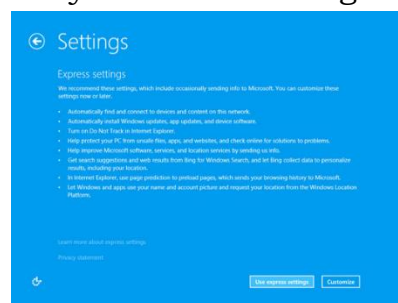 Settings
Express settings
We recommend these settings, which include occasionally sending info to Microsoft. You can customize these
settings now or later.
• Automatically find and connect to devices and content on this network.
• Automatically install Windows updates, app updates, and device software.
• Turn on Do Not Track in Internet Explorer.
• Help protect your PC from unsafe files, apps, and websites, and check online for solutions to problems.
• Help improve Microsoft software, services, and location services by sending us info.
• Get search suggestions and web results from Bing for Windows Search, and let Bing collect data to personalize
results, including your location.
• In Internet Explorer, use page prediction to preload pages, which sends your browsing history to Microsoft.
• Let Windows and apps use your name and account picture and request your location from the Windows Location
Platform.
Learn more about express settings
Privacy statement
Use express settings Customize